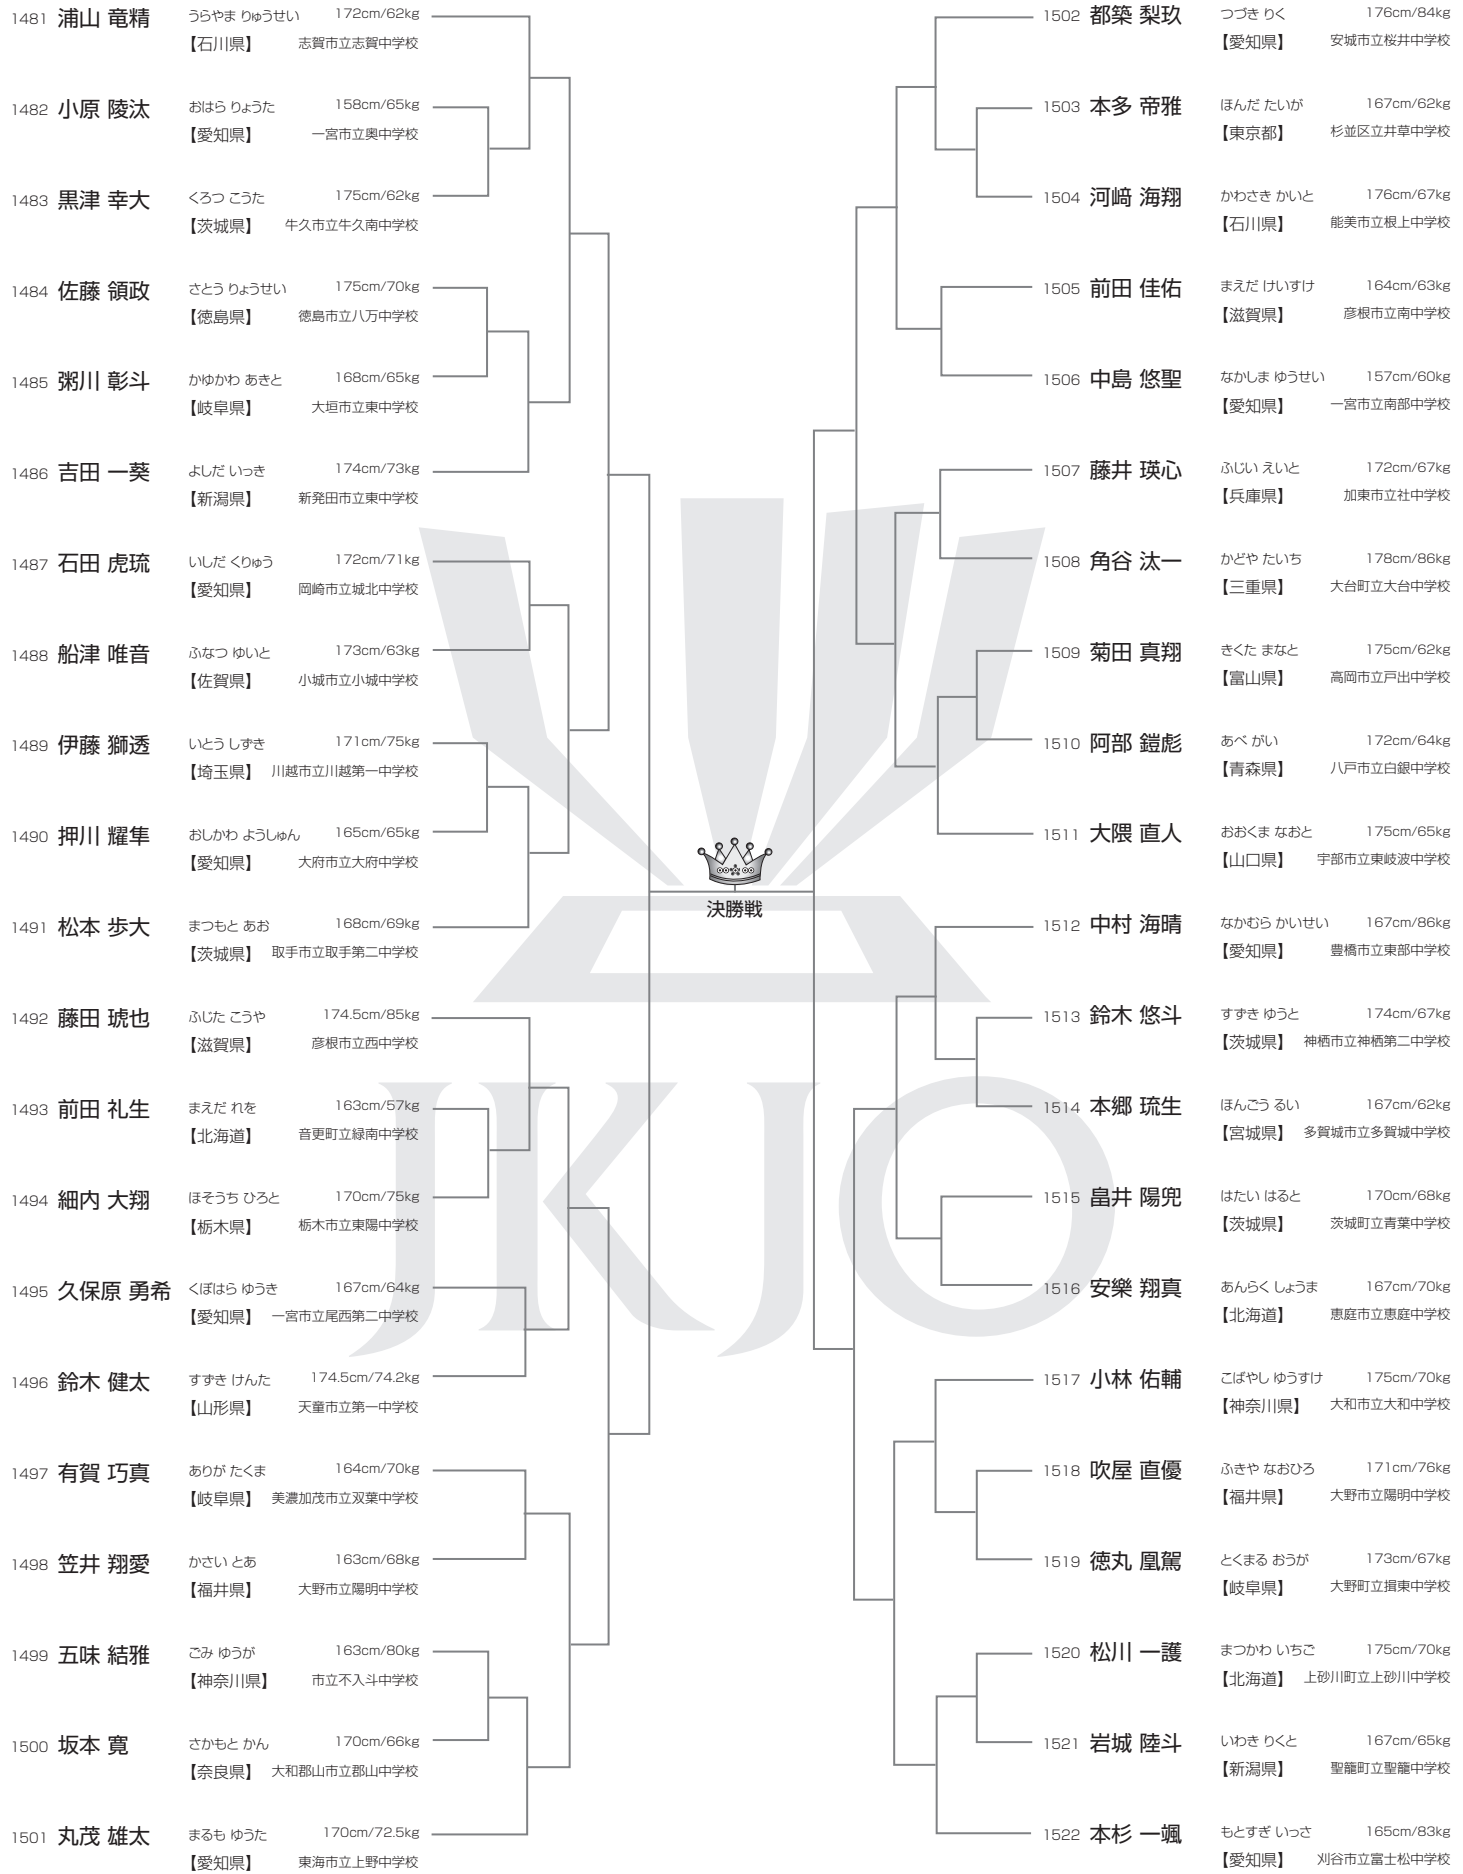 1481 浦山 竜精 うらやま りゅうせい 172cm/62kg
【石川県】 志賀市立志賀中学校
1482 小原 陵汰 おはら りょうた 158cm/65kg
【愛知県】 一宮市立奥中学校
1483 黒津 幸大 くろつ こうた 175cm/62kg
【茨城県】 牛久市立牛久南中学校
1484 佐藤 領政 さとう りょうせい 175cm/70kg
【徳島県】 徳島市立八万中学校
1485 粥川 彰斗 かゆかわ あきと 168cm/65kg
【岐阜県】 大垣市立東中学校
1486 吉田 一葵 よしだ いっき 174cm/73kg
【新潟県】 新発田市立東中学校
1487 石田 虎琉 いしだ くりゅう 172cm/71kg
【愛知県】 岡崎市立城北中学校
1488 船津 唯音 ふなつ ゆいと 173cm/63kg
【佐賀県】 小城市立小城中学校
1489 伊藤 獅透 いとう しずき 171cm/75kg
【埼玉県】 川越市立川越第一中学校
1490 押川 耀隼 おしかわ ようしゅん 165cm/65kg
【愛知県】 大府市立大府中学校
1491 松本 歩大 まつもと あお 168cm/69kg
【茨城県】 取手市立取手第二中学校
1492 藤田 琥也 ふじた こうや 174.5cm/85kg
【滋賀県】 彦根市立西中学校
1493 前田 礼生 まえだ れを 163cm/57kg
【北海道】 音更町立緑南中学校
1494 細内 大翔 ほそうち ひろと 170cm/75kg
【栃木県】 栃木市立東陽中学校
1495 久保原 勇希 くぼはら ゆうき 167cm/64kg
【愛知県】 一宮市立尾西第二中学校
1496 鈴木 健太 すずき けんた 174.5cm/74.2kg
【山形県】 天童市立第一中学校
1497 有賀 巧真 ありが たくま 164cm/70kg
【岐阜県】 美濃加茂市立双葉中学校
1498 笠井 翔愛 かさい とあ 163cm/68kg
【福井県】 大野市立陽明中学校
1499 五味 結雅 ごみ ゆうが 163cm/80kg
【神奈川県】 市立不入斗中学校
1500 坂本 寛 さかもと かん 170cm/66kg
【奈良県】 大和郡山市立郡山中学校
1501 丸茂 雄太 まるも ゆうた 170cm/72.5kg
【愛知県】 東海市立上野中学校
決勝戦
JKJO
1502 都築 梨玖 つづき りく 176cm/84kg
【愛知県】 安城市立桜井中学校
1503 本多 帝雅 ほんだ たいが 167cm/62kg
【東京都】 杉並区立井草中学校
1504 河﨑 海翔 かわさき かいと 176cm/67kg
【石川県】 能美市立根上中学校
1505 前田 佳佑 まえだ けいすけ 164cm/63kg
【滋賀県】 彦根市立南中学校
1506 中島 悠聖 なかしま ゆうせい 157cm/60kg
【愛知県】 一宮市立南部中学校
1507 藤井 瑛心 ふじい えいと 172cm/67kg
【兵庫県】 加東市立社中学校
1508 角谷 汰一 かどや たいち 178cm/86kg
【三重県】 大台町立大台中学校
1509 菊田 真翔 きくた まなと 175cm/62kg
【富山県】 高岡市立戸出中学校
1510 阿部 鎧彪 あべ がい 172cm/64kg
【青森県】 八戸市立白銀中学校
1511 大隈 直人 おおくま なおと 175cm/65kg
【山口県】 宇部市立東岐波中学校
1512 中村 海晴 なかむら かいせい 167cm/86kg
【愛知県】 豊橋市立東部中学校
1513 鈴木 悠斗 すずき ゆうと 174cm/67kg
【茨城県】 神栖市立神栖第二中学校
1514 本郷 琉生 ほんごう るい 167cm/62kg
【宮城県】 多賀城市立多賀城中学校
1515 畠井 陽兜 はたい はると 170cm/68kg
【茨城県】 茨城町立青葉中学校
1516 安樂 翔真 あんらく しょうま 167cm/70kg
【北海道】 恵庭市立恵庭中学校
1517 小林 佑輔 こばやし ゆうすけ 175cm/70kg
【神奈川県】 大和市立大和中学校
1518 吹屋 直優 ふきや なおひろ 171cm/76kg
【福井県】 大野市立陽明中学校
1519 徳丸 凰駕 とくまる おうが 173cm/67kg
【岐阜県】 大野町立揖東中学校
1520 松川 一護 まつかわ いちご 175cm/70kg
【北海道】 上砂川町立上砂川中学校
1521 岩城 陸斗 いわき りくと 167cm/65kg
【新潟県】 聖籠町立聖籠中学校
1522 本杉 一颯 もとすぎ いっさ 165cm/83kg
【愛知県】 刈谷市立富士松中学校